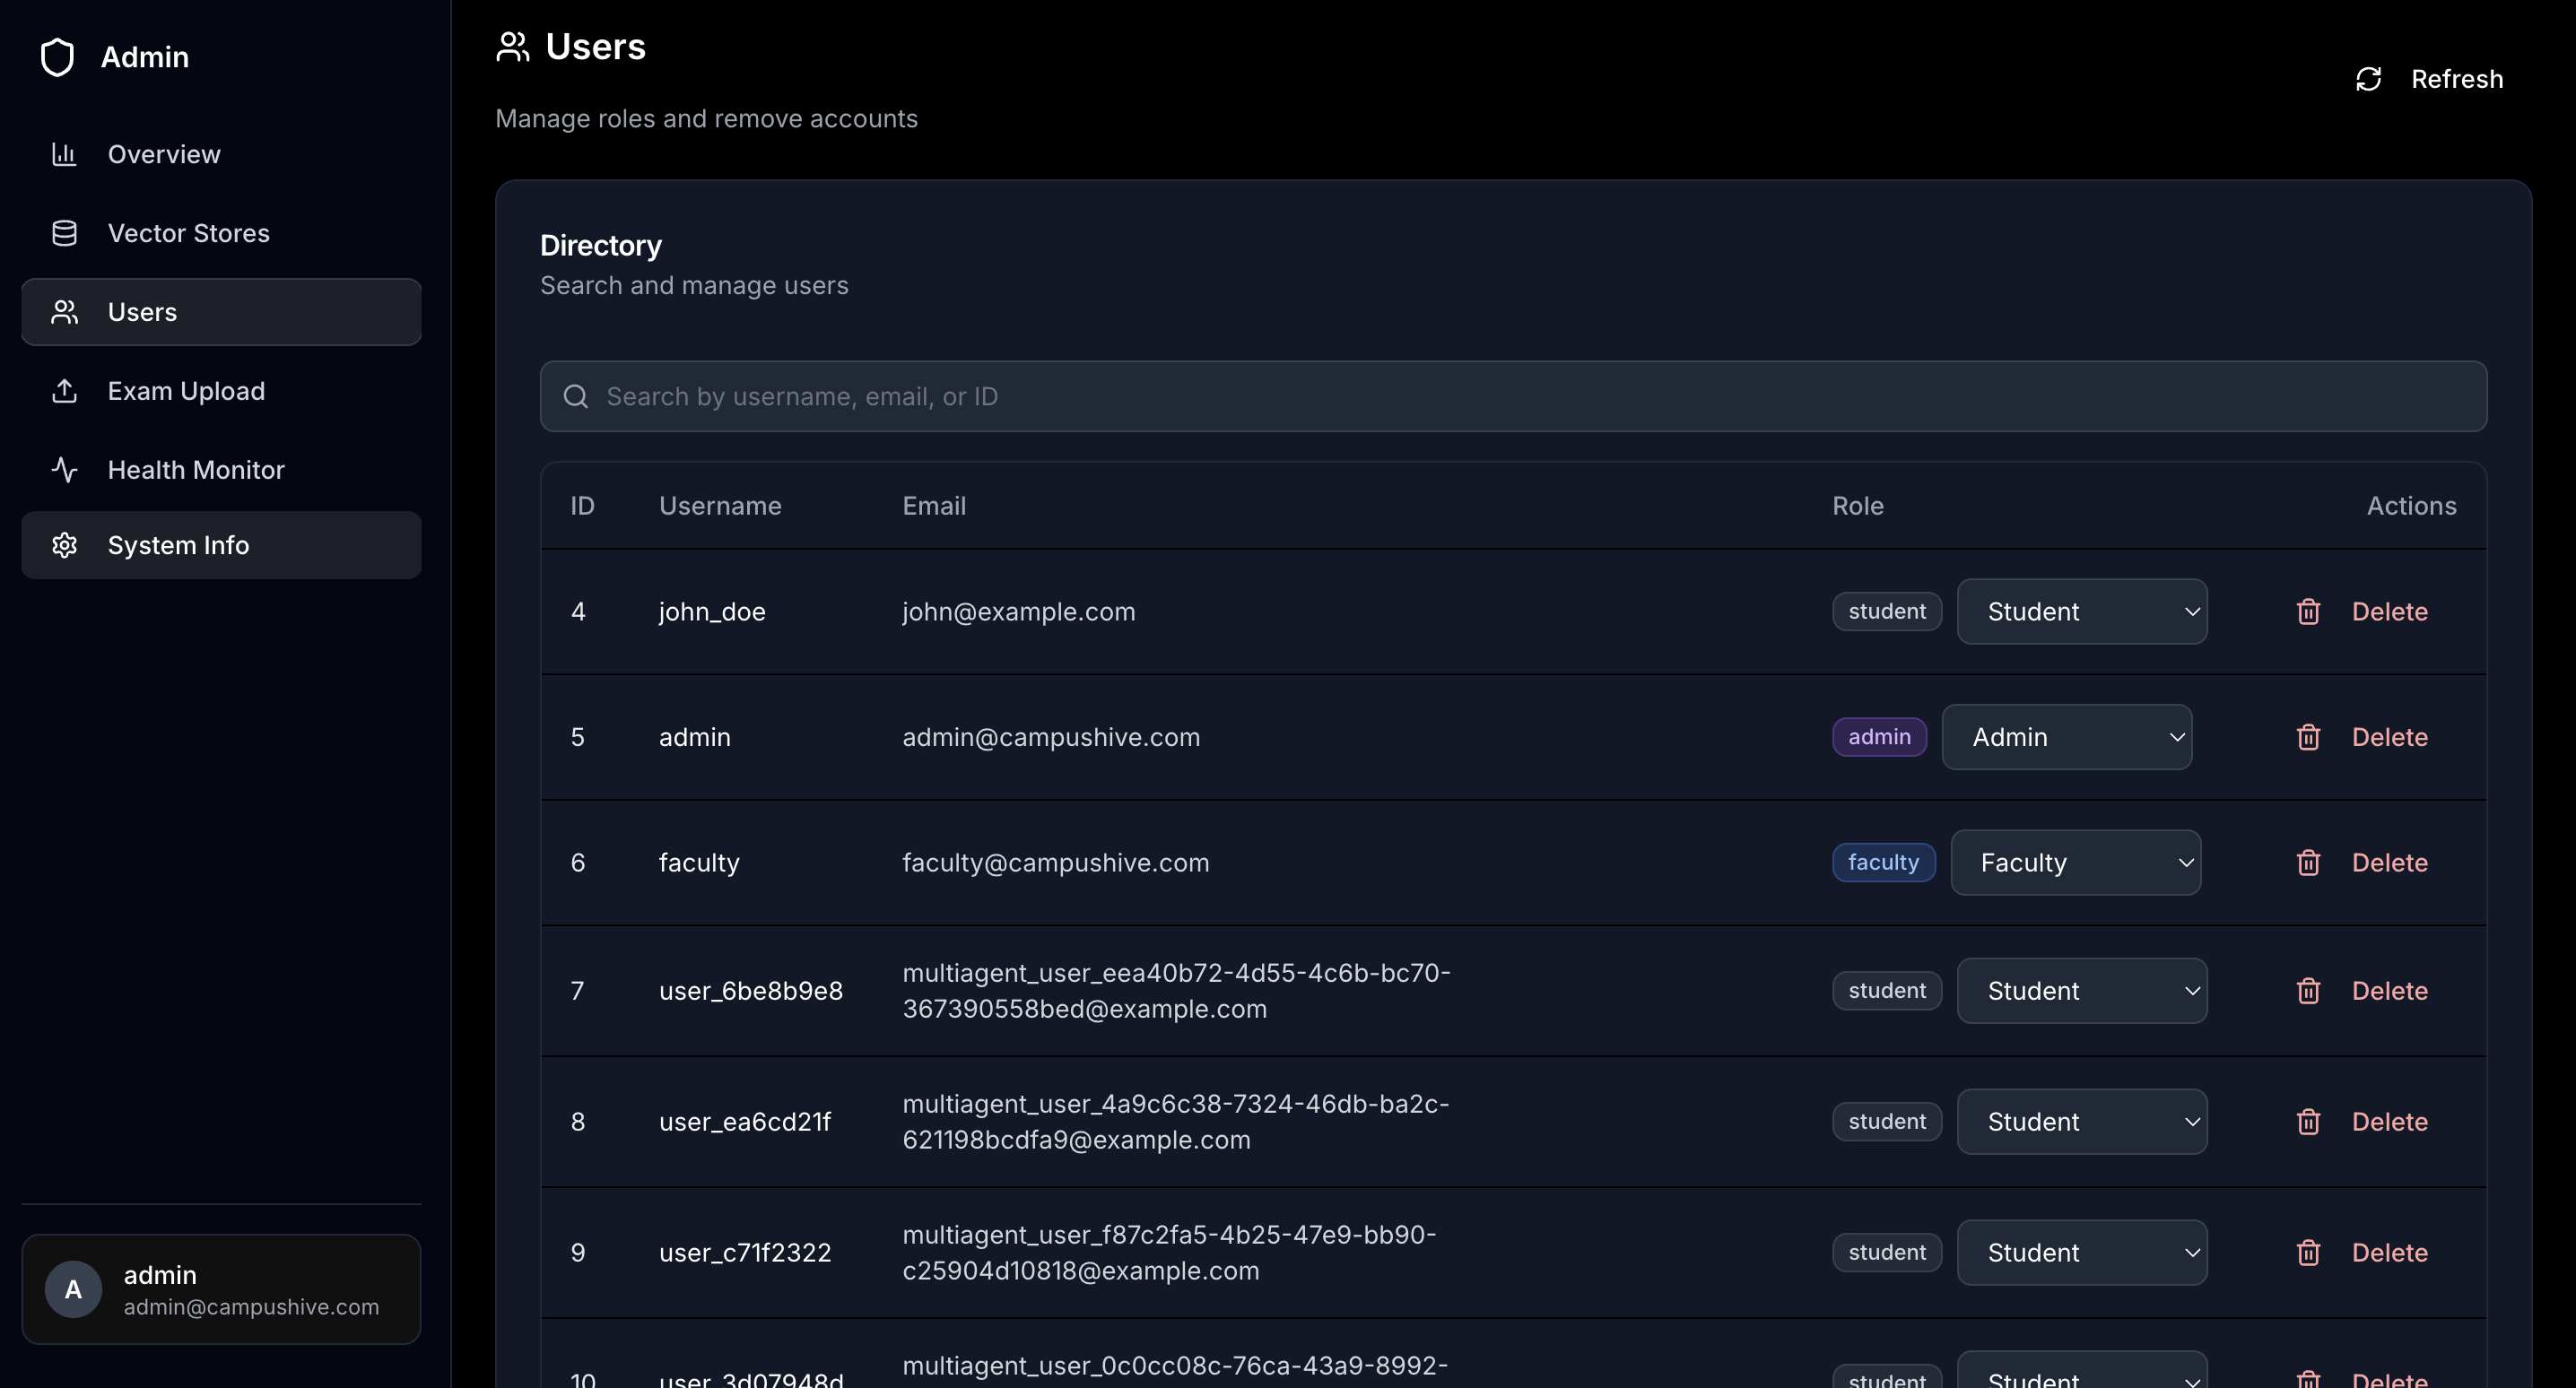 Admin
Overview
Vector Stores
Users
Exam Upload
Health Monitor
System Info
A
admin
admin@campushive.com
Users
Manage roles and remove accounts
Refresh
Directory
Search and manage users
Search by username, email, or ID
ID Username Email Role Actions
4 john_doe john@example.com student Student Delete
5 admin admin@campushive.com admin Admin Delete
6 faculty faculty@campushive.com faculty Faculty Delete
7 user_6be8b9e8 multiagent_user_eea40b72-4d55-4c6b-bc70-
367390558bed@example.com student Student Delete
8 user_ea6cd21f multiagent_user_4a9c6c38-7324-46db-ba2c-
621198bcdfa9@example.com student Student Delete
9 user_c71f2322 multiagent_user_f87c2fa5-4b25-47e9-bb90-
c25904d10818@example.com student Student Delete
10 user_3d07948d multiagent_user_0c0cc08c-76ca-43a9-8992-
student Student Delete